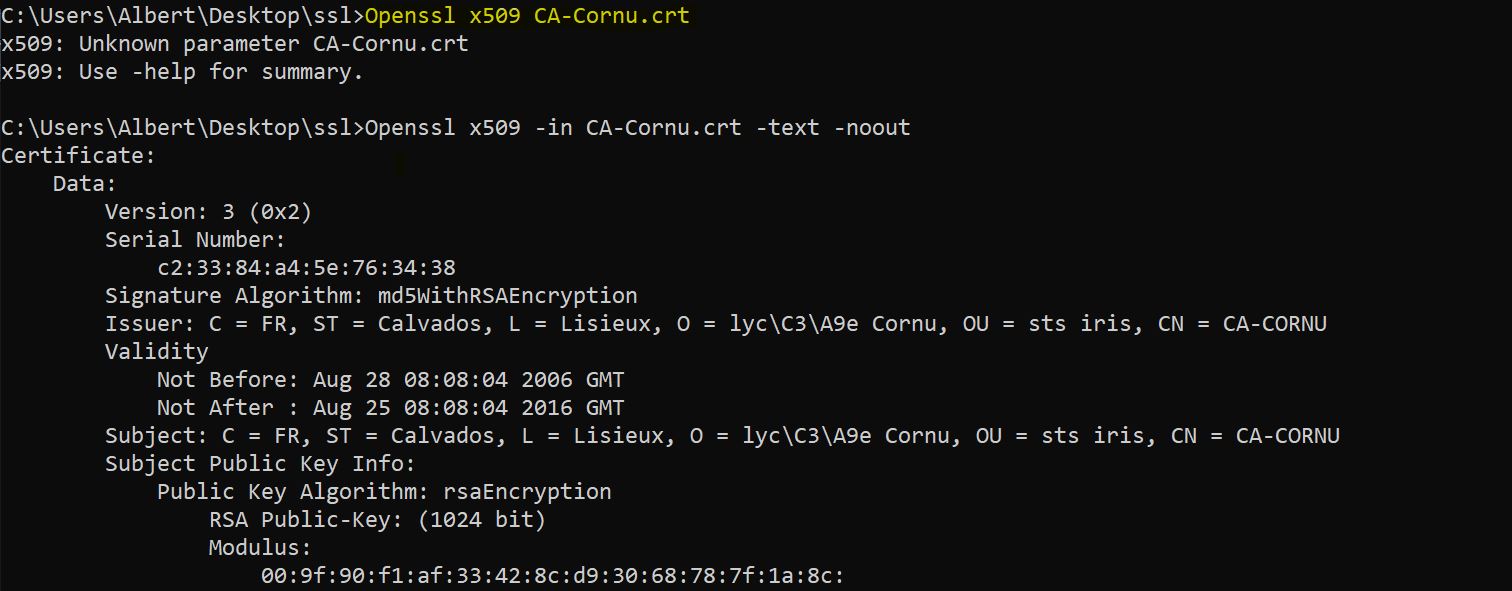 C:\Users\Albert\Desktop\ssl>Openssl x509 CA-Cornu.crt
x509: Unknown parameter CA-Cornu.crt
x509: Use -help for summary.
C:\Users\Albert\Desktop\ssl>Openssl x509 -in CA-Cornu.crt -text -noout
Certificate:
Data:
Version: 3 (0x2)
Serial Number:
c2:33:84:a4:5e:76:34:38
Signature Algorithm: md5WithRSAEncryption
Issuer: C = FR, ST = Calvados, L = Lisieux, O = lyc\C3\A9e Cornu, OU = sts iris, CN = CA-CORNU
Validity
Not Before: Aug 28 08:08:04 2006 GMT
Not After : Aug 25 08:08:04 2016 GMT
Subject: C = FR, ST = Calvados, L = Lisieux, O = lyc\C3\A9e Cornu, OU = sts iris, CN = CA-CORNU
Subject Public Key Info:
Public Key Algorithm: rsaEncryption
RSA Public-Key: (1024 bit)
Modulus:
00:9f:90:f1:af:33:42:8c:d9:30:68:78:7f:1a:8c: